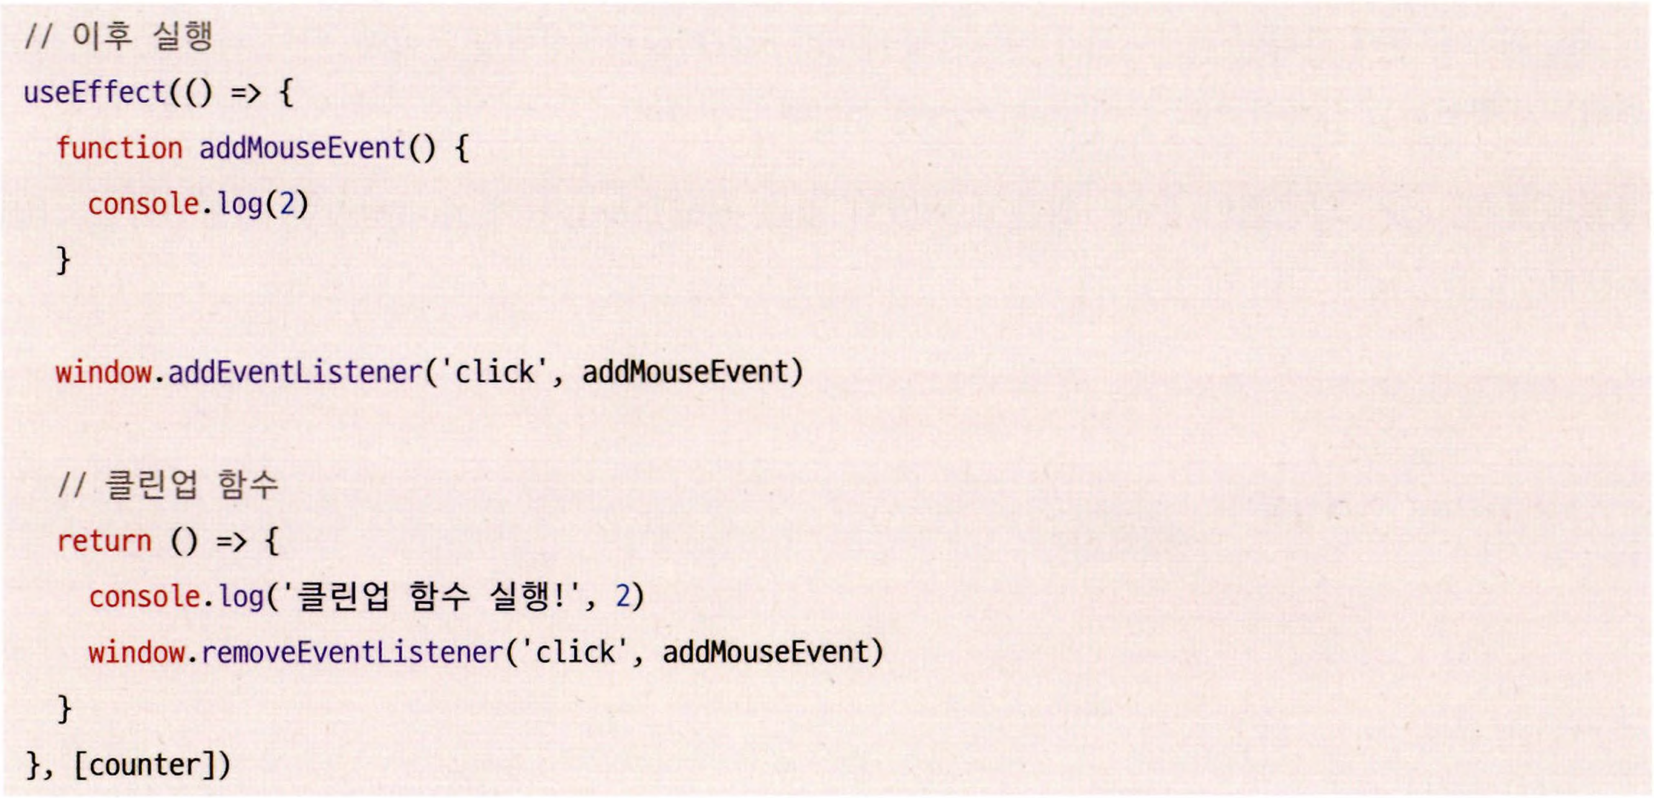 // 이후 실행
useEffect(() => {
  function addMouseEvent() {
    console.log(2)
  }

  window.addEventListener('click', addMouseEvent)

  // 클린업 함수
  return () => {
    console.log('클린업 함수 실행!', 2)
    window.removeEventListener('click', addMouseEvent)
  }
}, [counter])